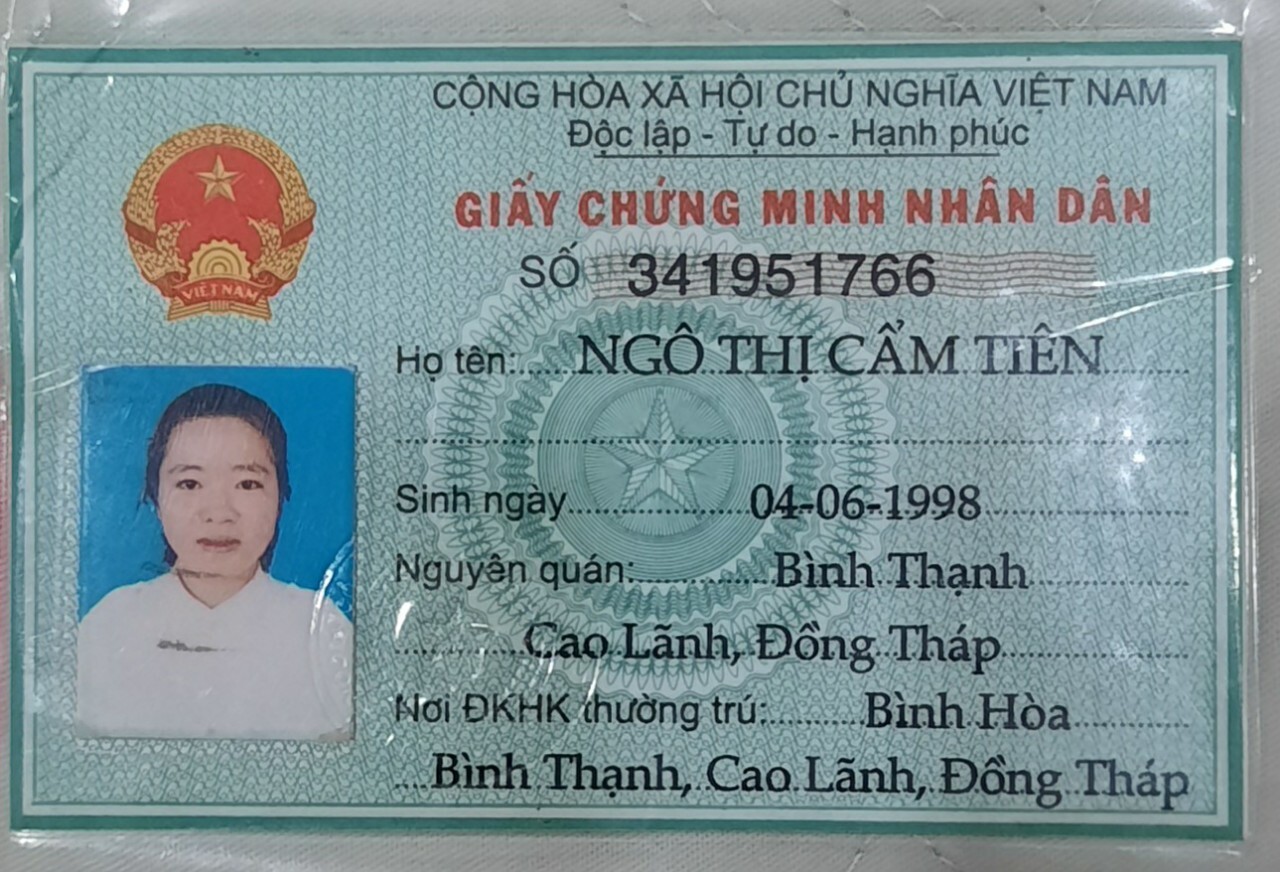 CỘNG HÒA XÃ HỘI CHỦ NGHĨA VIỆT NAM
Độc lập - Tự do - Hạnh phúc
GIẤY CHỨNG MINH NHÂN DÂN
SỐ 341951766
VIỆT NAM
Họ tên: NGÔ THỊ CẨM TIÊN
Sinh ngày 04-06-1998
Nguyên quán: Bình Thạnh
Cao Lãnh, Đồng Tháp
Nơi ĐKHK thường trú: Bình Hòa
Bình Thạnh, Cao Lãnh, Đồng Tháp